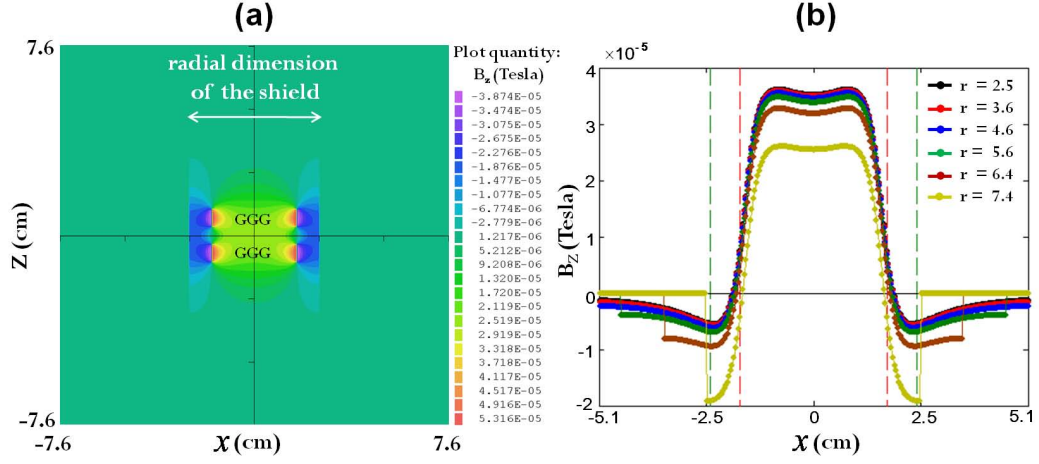 (a)
7.6
radial dimension
of the shield
GGG
GGG
Z (cm)
-7.6
-7.6
x (cm)
7.6
Plot quantity:
Bz (Tesla)
-3.874E-05
-3.474E-05
-3.075E-05
-2.675E-05
-2.276E-05
-1.876E-05
-1.477E-05
-1.077E-05
-6.774E-06
-2.779E-06
1.217E-06
5.212E-06
9.208E-06
1.320E-05
1.720E-05
2.119E-05
2.519E-05
2.919E-05
3.318E-05
3.718E-05
4.117E-05
4.517E-05
4.916E-05
5.316E-05
(b)
×10⁻⁵
4
3
2
1
0
-1
-2
BZ (Tesla)
r = 2.5
r = 3.6
r = 4.6
r = 5.6
r = 6.4
r = 7.4
-5.1
-2.5
0
2.5
5.1
x (cm)